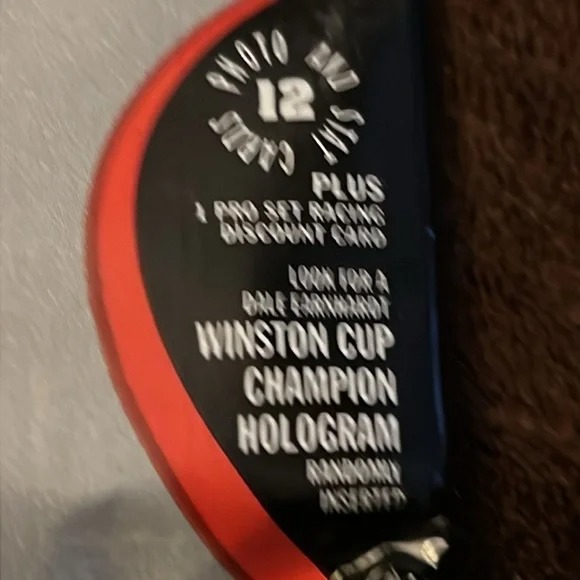 12
PHOTO AND STAT CARDS
PLUS
1 PRO SET RACING
DISCOUNT CARD
LOOK FOR A
DALE EARNHARDT
WINSTON CUP
CHAMPION
HOLOGRAM
RANDOMLY
INSERTED